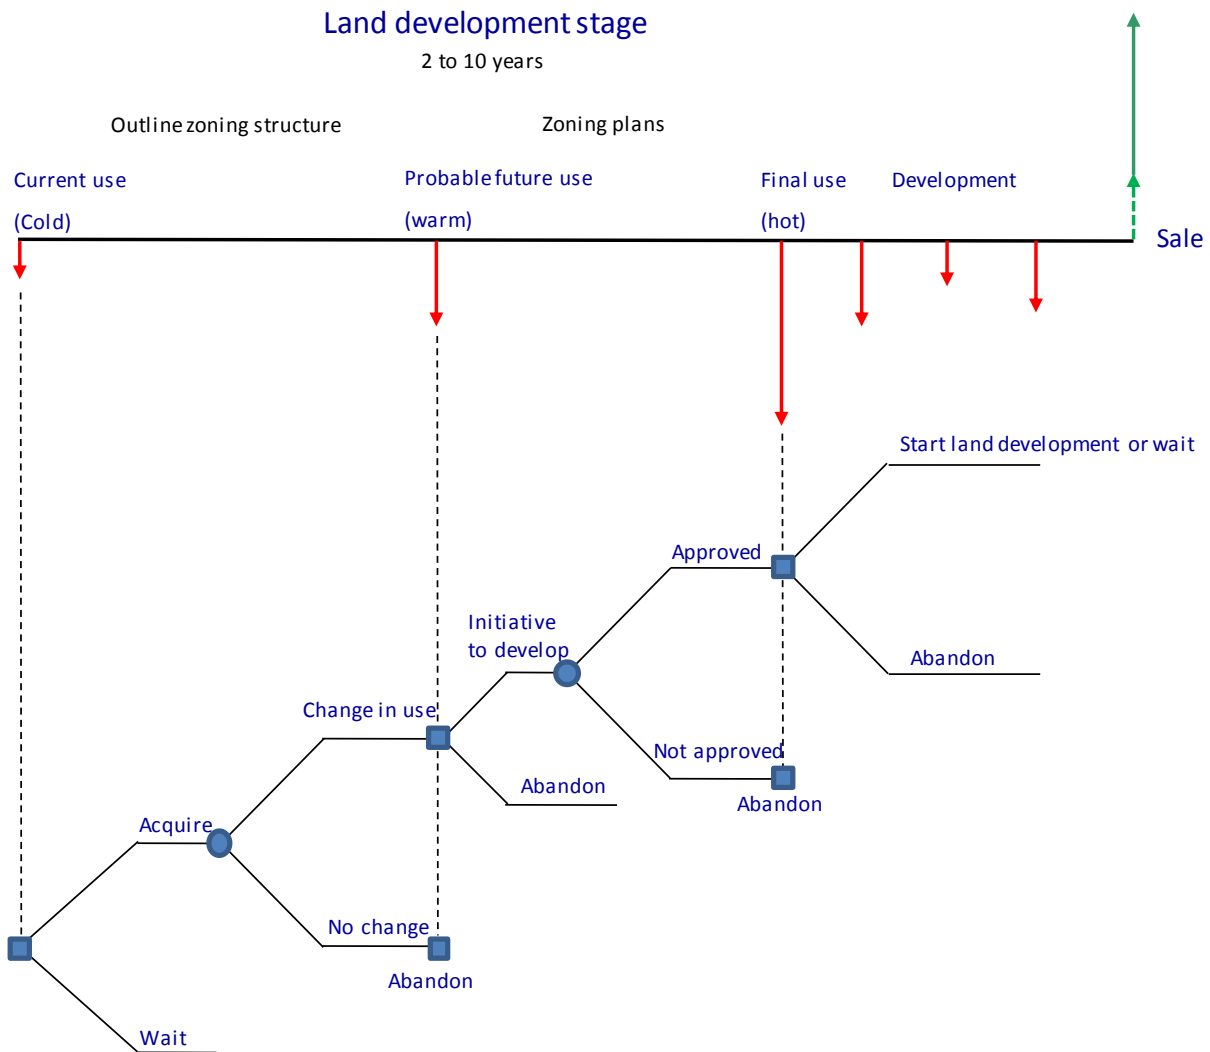 Land development stage
2 to 10 years
Outline zoning structure
Zoning plans
Current use
(Cold)
Probable future use
(warm)
Final use
(hot)
Development
Sale
Start land development or wait
Approved
Initiative
to develop
Abandon
Change in use
Not approved
Abandon
Abandon
Acquire
No change
Abandon
Wait